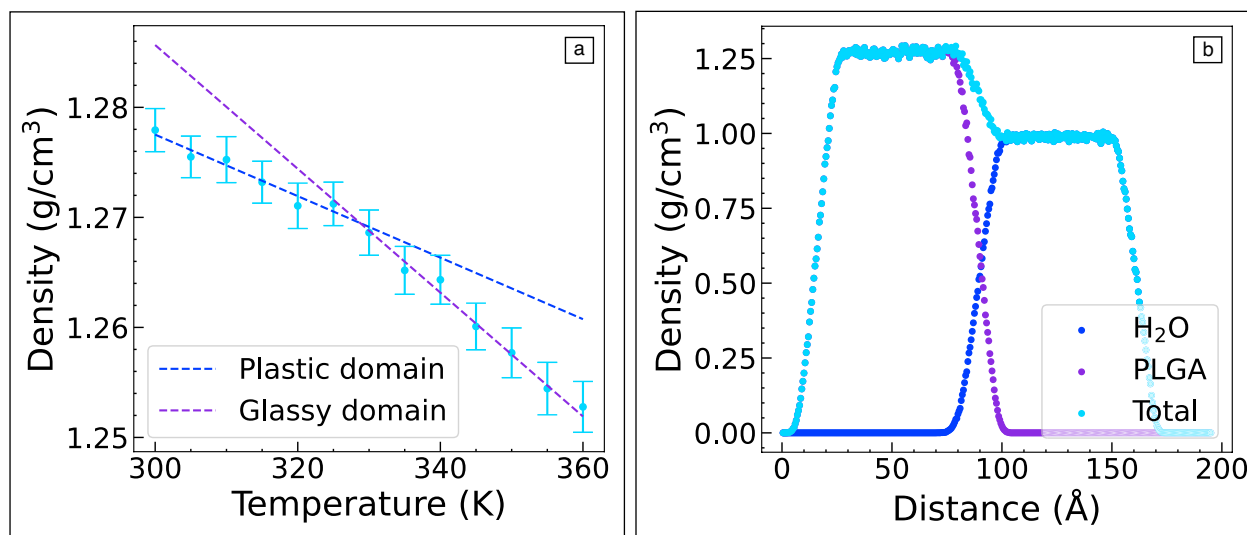 a
Density (g/cm³)
1.28
1.27
1.26
1.25
Plastic domain
Glassy domain
300
320
340
360
Temperature (K)
b
Density (g/cm³)
1.25
1.00
0.75
0.50
0.25
0.00
H₂O
PLGA
Total
0
50
100
150
200
Distance (Å)